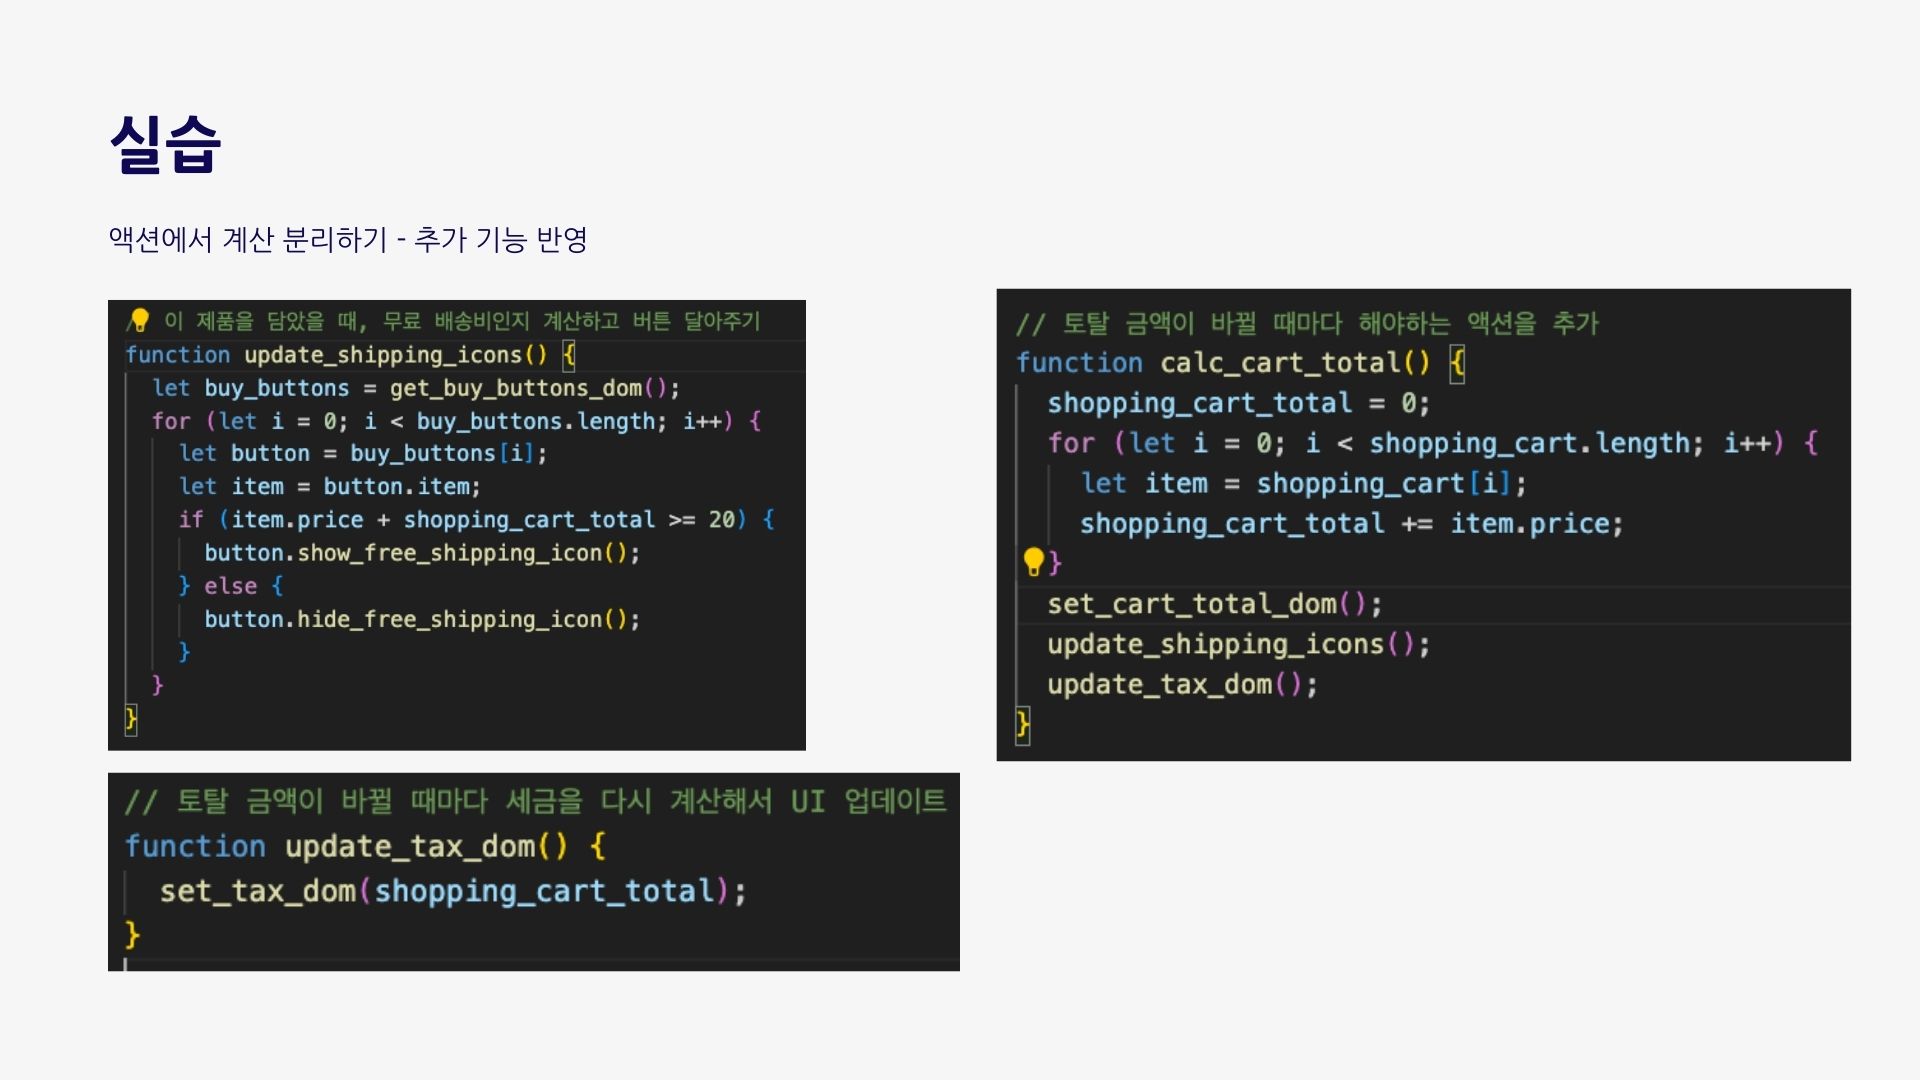 실습
액션에서 계산 분리하기 - 추가 기능 반영
/ 이 제품을 담았을 때, 무료 배송비인지 계산하고 버튼 달아주기
function update_shipping_icons() {
  let buy_buttons = get_buy_buttons_dom();
  for (let i = 0; i < buy_buttons.length; i++) {
    let button = buy_buttons[i];
    let item = button.item;
    if (item.price + shopping_cart_total >= 20) {
      button.show_free_shipping_icon();
    } else {
      button.hide_free_shipping_icon();
    }
  }
}
// 토탈 금액이 바뀔 때마다 세금을 다시 계산해서 UI 업데이트
function update_tax_dom() {
  set_tax_dom(shopping_cart_total);
}
// 토탈 금액이 바뀔 때마다 해야하는 액션을 추가
function calc_cart_total() {
  shopping_cart_total = 0;
  for (let i = 0; i < shopping_cart.length; i++) {
    let item = shopping_cart[i];
    shopping_cart_total += item.price;
  }
  set_cart_total_dom();
  update_shipping_icons();
  update_tax_dom();
}